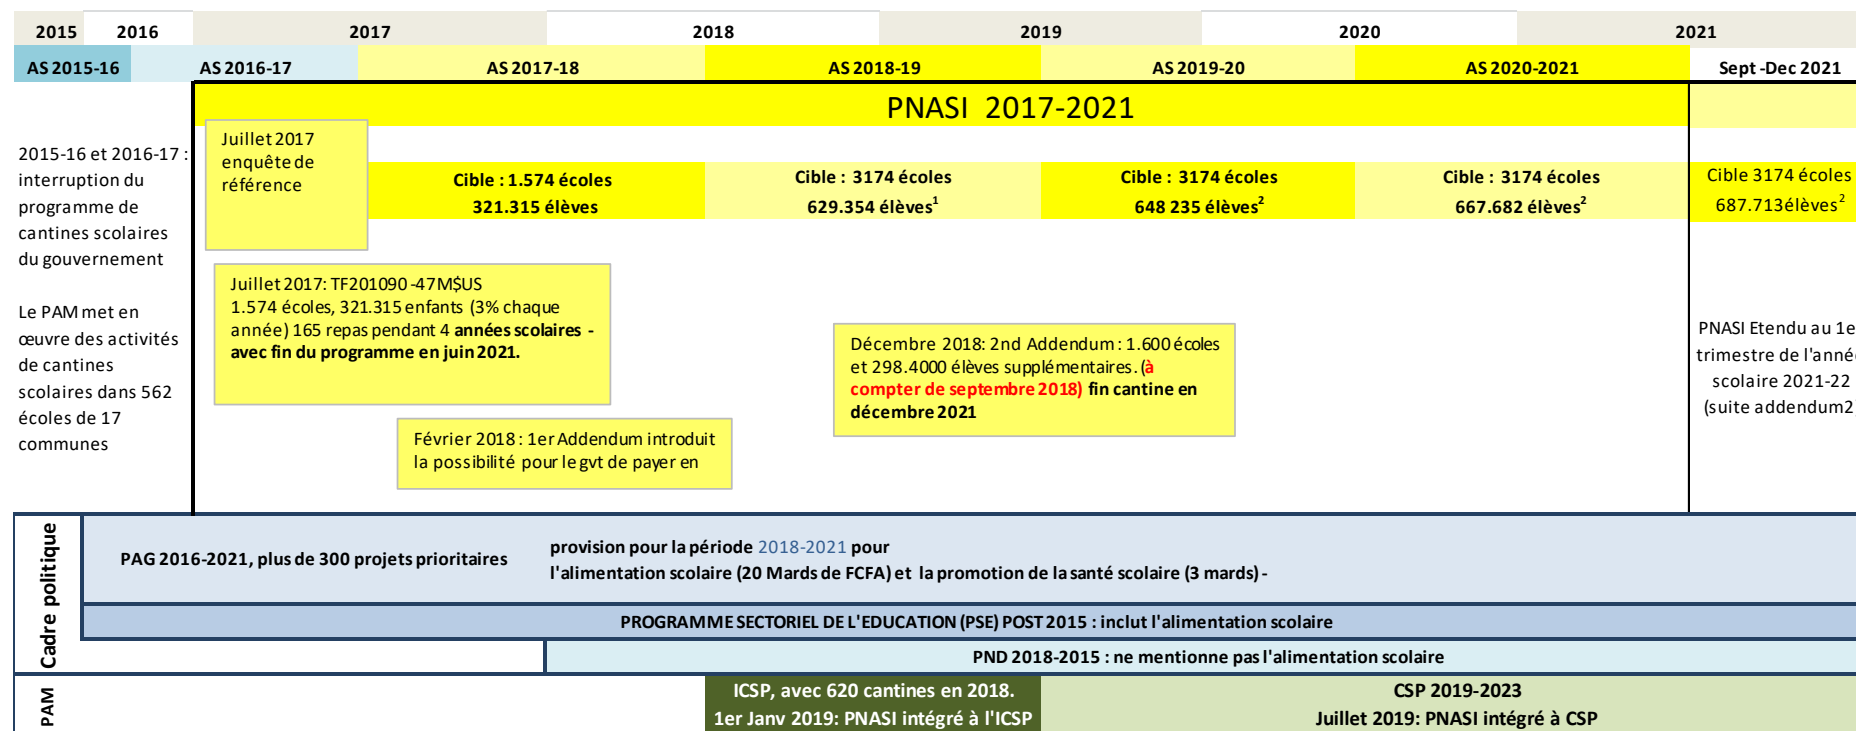 2015 2016 2017 2018 2019 2020 2021
AS 2015-16 AS 2016-17 AS 2017-18 AS 2018-19 AS 2019-20 AS 2020-2021 Sept -Dec 2021
PNASI 2017-2021
2015-16 et 2016-17 :
interruption du
programme de
cantines scolaires
du gouvernement
Le PAM met en
œuvre des activités
de cantines
scolaires dans 562
écoles de 17
communes
Juillet 2017
enquête de
référence
Cible : 1.574 écoles
321.315 élèves
Cible : 3174 écoles
629.354 élèves¹
Cible : 3174 écoles
648 235 élèves²
Cible : 3174 écoles
667.682 élèves²
Cible 3174 écoles
687.713élèves²
Juillet 2017: TF201090 -47M$US
1.574 écoles, 321.315 enfants (3% chaque
année) 165 repas pendant 4 années scolaires -
avec fin du programme en juin 2021.
Février 2018 : 1er Addendum introduit
la possibilité pour le gvt de payer en
Décembre 2018: 2nd Addendum : 1.600 écoles
et 298.4000 élèves supplémentaires. (à
compter de septembre 2018) fin cantine en
décembre 2021
PNASI Etendu au 1e
trimestre de l'anné
scolaire 2021-22
(suite addendum2
Cadre politique
PAG 2016-2021, plus de 300 projets prioritaires
provision pour la période 2018-2021 pour
l'alimentation scolaire (20 Mards de FCFA) et la promotion de la santé scolaire (3 mards) -
PROGRAMME SECTORIEL DE L'EDUCATION (PSE) POST 2015 : inclut l'alimentation scolaire
PND 2018-2015 : ne mentionne pas l'alimentation scolaire
PAM
ICSP, avec 620 cantines en 2018.
1er Janv 2019: PNASI intégré à l'ICSP
CSP 2019-2023
Juillet 2019: PNASI intégré à CSP